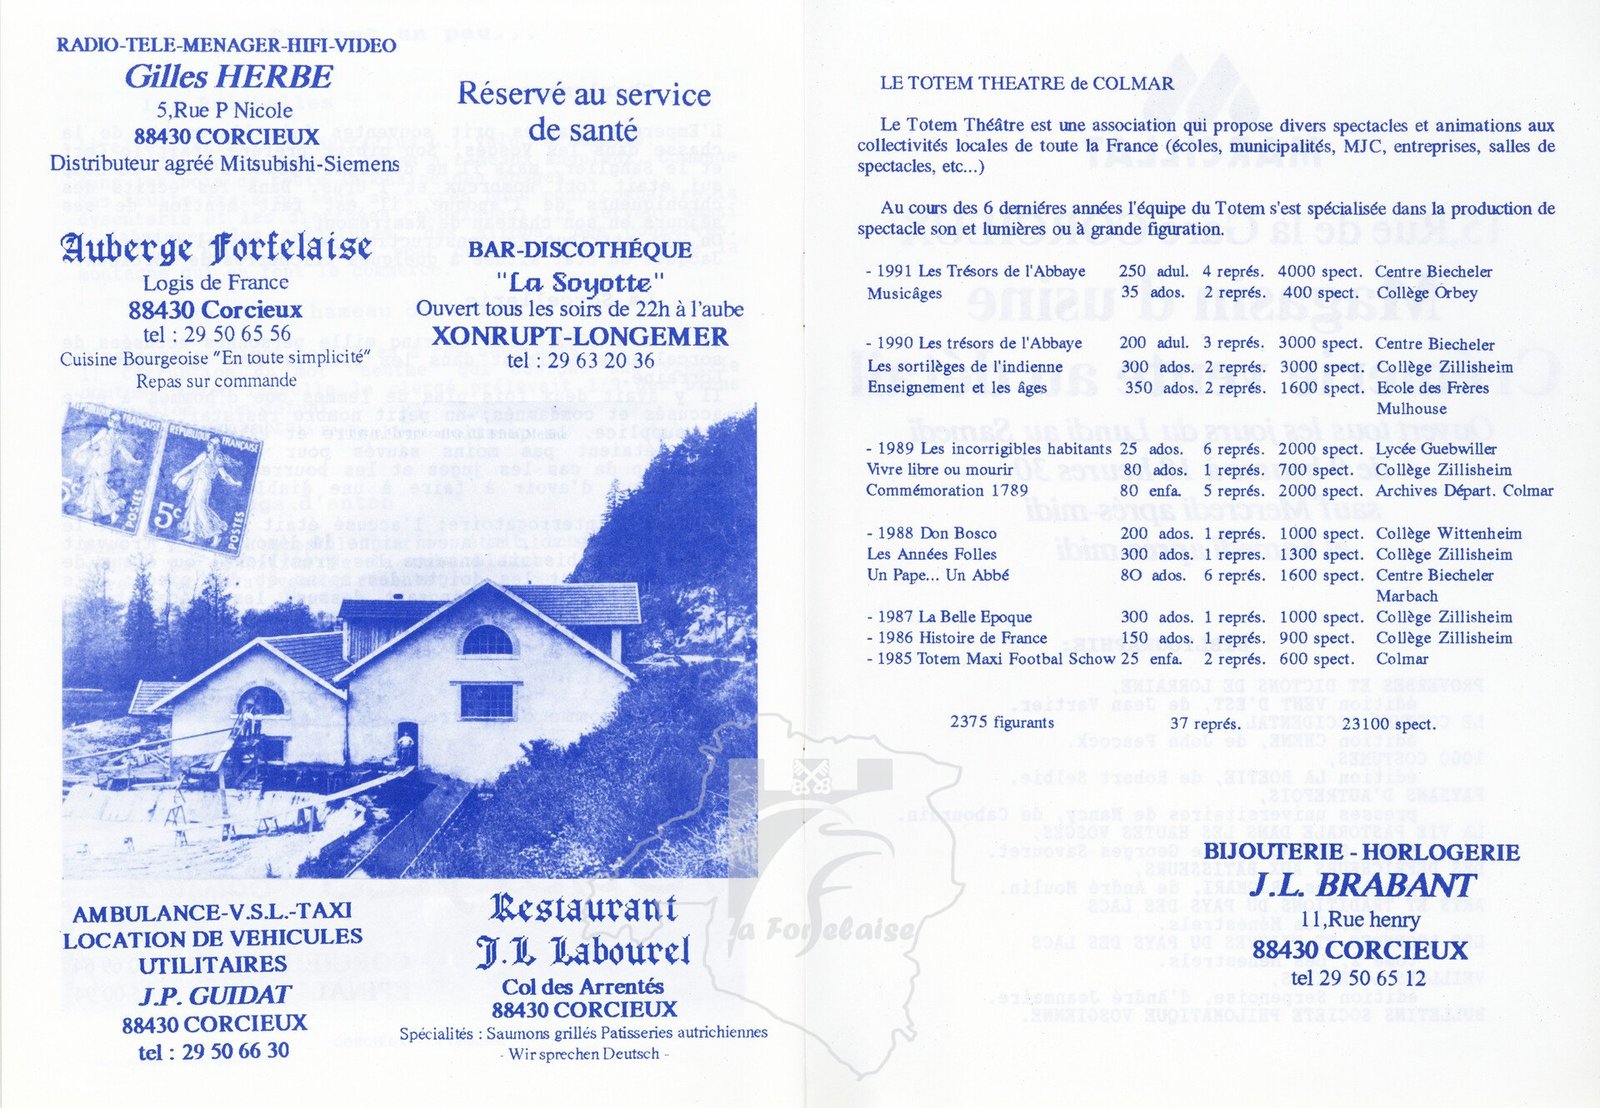 RADIO-TELE-MENAGER-HIFI-VIDEO
Gilles HERBE
5,Rue P Nicole
88430 CORCIEUX
Distributeur agréé Mitsubishi-Siemens
Réservé au service
de santé
Auberge Forfelaise
Logis de France
88430 Corcieux
tel : 29 50 65 56
Cuisine Bourgeoise "En toute simplicité"
Repas sur commande
BAR-DISCOTHÉQUE
"La Soyotte"
Ouvert tous les soirs de 22h à l'aube
XONRUPT-LONGEMER
tel : 29 63 20 36
REPUBLIQUE FRANÇAISE
5c
POSTES
POSTES
AMBULANCE-V.S.L.-TAXI
LOCATION DE VEHICULES
UTILITAIRES
J.P. GUIDAT
88430 CORCIEUX
tel : 29 50 66 30
Restaurant
J.L Labourel
Col des Arrentés
88430 CORCIEUX
Spécialités : Saumons grillés Patisseries autrichiennes
- Wir sprechen Deutsch -
LE TOTEM THEATRE de COLMAR
Le Totem Théâtre est une association qui propose divers spectacles et animations aux
collectivités locales de toute la France (écoles, municipalités, MJC, entreprises, salles de
spectacles, etc...)
Au cours des 6 derniéres années l'équipe du Totem s'est spécialisée dans la production de
spectacle son et lumières ou à grande figuration.
- 1991 Les Trésors de l'Abbaye 250 adul. 4 représ. 4000 spect. Centre Biecheler
Musicâges 35 ados. 2 représ. 400 spect. Collège Orbey
- 1990 Les trésors de l'Abbaye 200 adul. 3 représ. 3000 spect. Centre Biecheler
Les sortilèges de l'indienne 300 ados. 2 représ. 3000 spect. Collège Zillisheim
Enseignement et les âges 350 ados. 2 représ. 1600 spect. Ecole des Frères
Mulhouse
- 1989 Les incorrigibles habitants 25 ados. 6 représ. 2000 spect. Lycée Guebwiller
Vivre libre ou mourir 80 ados. 1 représ. 700 spect. Collège Zillisheim
Commémoration 1789 80 enfa. 5 représ. 2000 spect. Archives Départ. Colmar
- 1988 Don Bosco 200 ados. 1 représ. 1000 spect. Collège Wittenheim
Les Années Folles 300 ados. 1 repres. 1300 spect. Collège Zillisheim
Un Pape... Un Abbé 8O ados. 6 représ. 1600 spect. Centre Biecheler
Marbach
- 1987 La Belle Epoque 300 ados. 1 représ. 1000 spect. Collège Zillisheim
- 1986 Histoire de France 150 ados. 1 représ. 900 spect. Collège Zillisheim
- 1985 Totem Maxi Footbal Schow 25 enfa. 2 représ. 600 spect. Colmar
2375 figurants 37 représ. 23100 spect.
la Forfelaise
BIJOUTERIE - HORLOGERIE
J.L. BRABANT
11,Rue henry
88430 CORCIEUX
tel 29 50 65 12